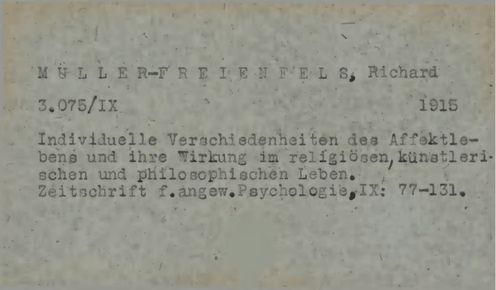 MÜLLER-FREIENFELS, Richard
3.075/IX 1915
Individuelle Verschiedenheiten des Affektle-
bens und ihre Wirkung im religiösen,künstleri-
schen und philosophischen Leben.
Zeitschrift f.angew.Psychologie,IX: 77-131.